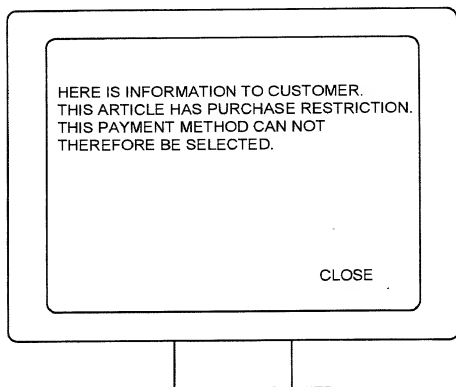 HERE IS INFORMATION TO CUSTOMER.
THIS ARTICLE HAS PURCHASE RESTRICTION.
THIS PAYMENT METHOD CAN NOT
THEREFORE BE SELECTED.
CLOSE